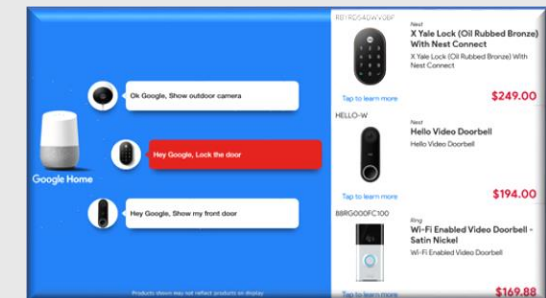 Ok Google, Show outdoor camera
Hey Google, Lock the door
Google Home
Hey Google, Show my front door
Products shown may not reflect products on display
Nest
X Yale Lock (Oil Rubbed Bronze)
With Nest Connect
X Yale Lock (Oil Rubbed Bronze) With
Nest Connect
Tap to learn more
$249.00
HELLO-W
Nest
Hello Video Doorbell
Hello Video Doorbell
Tap to learn more
$194.00
88RG000FC100
Ring
Wi-Fi Enabled Video Doorbell -
Satin Nickel
Wi-Fi Enabled Video Doorbell
Tap to learn more
$169.88